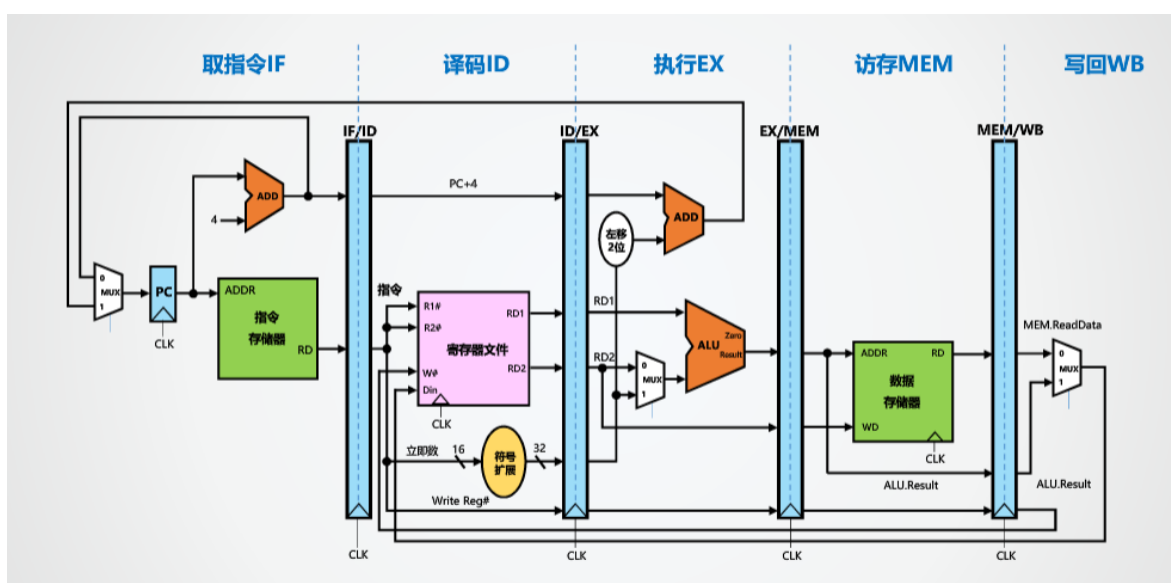 取指令IF
译码ID
执行EX
访存MEM
写回WB
IF/ID
ID/EX
EX/MEM
MEM/WB
ADD
4
PC+4
ADD
左移
2位
0
MUX
1
PC
CLK
ADDR
指令
存储器
RD
指令
R1#
R2#
W#
Din
RD1
RD2
寄存器文件
CLK
立即数
16
符号
扩展
32
Write Reg#
RD1
RD2
0
MUX
1
ALU
Zero
Result
ADDR
RD
数据
存储器
WD
CLK
ALU.Result
MEM.ReadData
0
MUX
1
ALU.Result
CLK
CLK
CLK
CLK